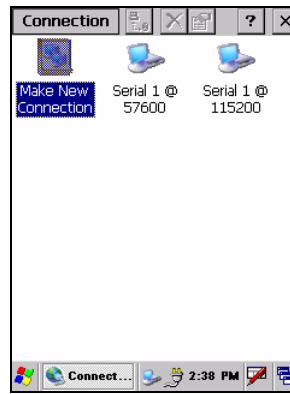 Connection ? ×
Make New Serial 1 @ Serial 1 @
Connection 57600 115200
Connect... 2:38 PM